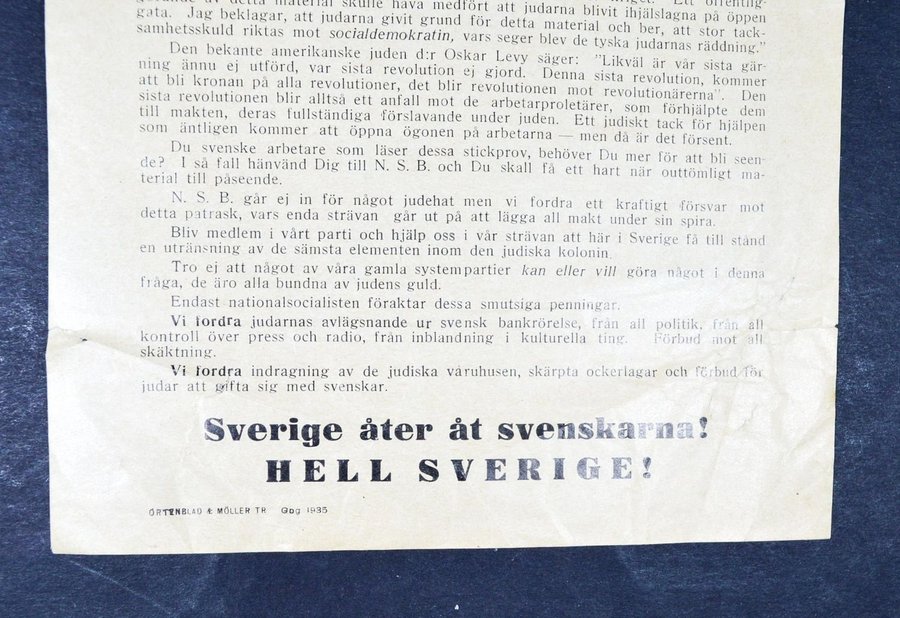 Ett offentlig-
av detta material skulle hava medfört att judarna blivit ihjälslagna på öppen
gata. Jag beklagar, att judarna givit grund för detta material och ber, att stor tack-
samhetsskuld riktas mot socialdemokratin, vars seger blev de tyska judarnas räddning."
Den bekante amerikanske juden d:r Oskar Levy säger: "Likväl är vår sista gär-
ning ännu ej utförd, var sista revolution ej gjord. Denna sista revolution, kommer
att bli kronan på alla revolutioner, det blir revolutionen mot revolutionärerna". Den
sista revolutionen blir alltså ett anfall mot de arbetarproletärer, som förhjälpte dem
till makten, deras fullständiga förslavande under juden. Ett judiskt tack för hjälpen
som äntligen kommer att öppna ögonen på arbetarna — men då är det försent.
Du svenske arbetare som läser dessa stickprov, behöver Du mer för att bli seen-
de? I så fall hänvänd Dig till N. S. B. och Du skall få ett hart när outtömligt ma-
terial till påseende.
N. S. B. går ej in för något judehat men vi fordra ett kraftigt försvar mot
detta patrask, vars enda strävan går ut på att lägga all makt under sin spira.
Bliv medlem i vårt parti och hjälp oss i vår strävan att här i Sverige få till stånd
en utränsning av de sämsta elementen inom den judiska kolonin.
Tro ej att något av våra gamla systempartier kan eller vill göra något i denna
fråga, de äro alla bundna av judens guld.
Endast nationalsocialisten föraktar dessa smutsiga penningar.
Vi fordra judarnas avlägsnande ur svensk bankrörelse, från all politik, från all
kontroll över press och radio, från inblandning i kulturella ting. Förbud mot all
skäktning.
Vi fordra indragning av de judiska varuhusen, skärpta ockerlagar och förbud för
judar att gifta sig med svenskar.
Sverige åter åt svenskarna!
HELL SVERIGE!
ÖRTENBLAD & MÖLLER TR Gbg 1935